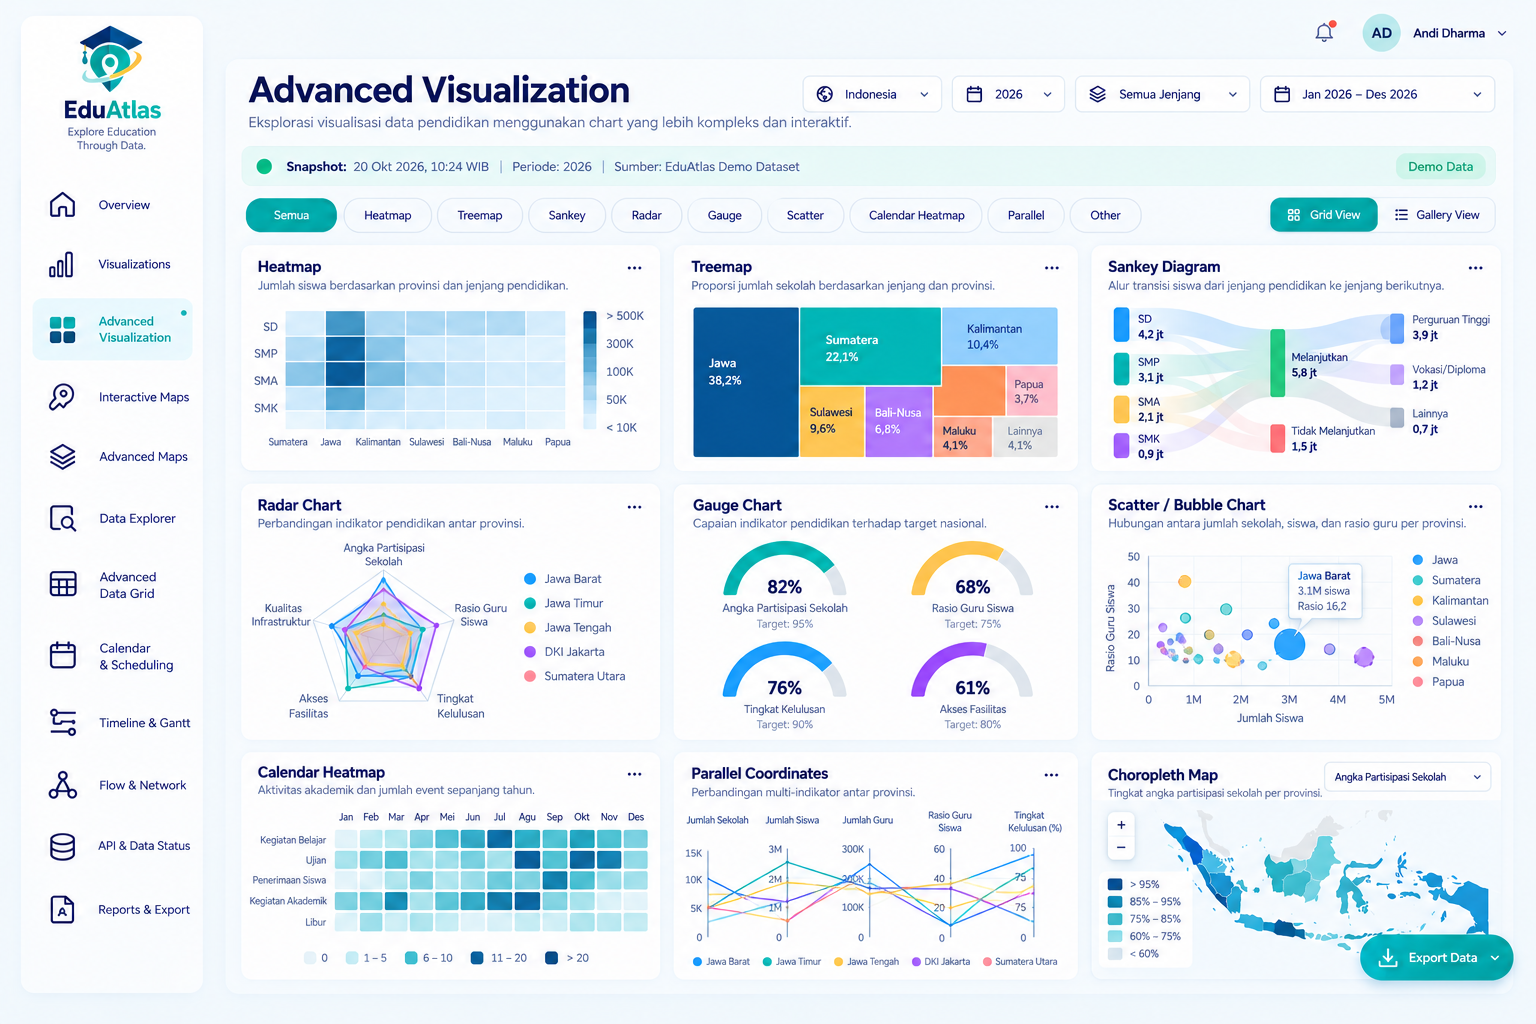 EduAtlas
Explore Education
Through Data.
Overview
Visualizations
Advanced
Visualization
Interactive Maps
Advanced Maps
Data Explorer
Advanced
Data Grid
Calendar
& Scheduling
Timeline & Gantt
Flow & Network
API & Data Status
Reports & Export
AD
Andi Dharma
Advanced Visualization
Eksplorasi visualisasi data pendidikan menggunakan chart yang lebih kompleks dan interaktif.
Indonesia
2026
Semua Jenjang
Jan 2026 – Des 2026
Snapshot: 20 Okt 2026, 10:24 WIB | Periode: 2026 | Sumber: EduAtlas Demo Dataset
Demo Data
Semua
Heatmap
Treemap
Sankey
Radar
Gauge
Scatter
Calendar Heatmap
Parallel
Other
Grid View
Gallery View
Heatmap
Jumlah siswa berdasarkan provinsi dan jenjang pendidikan.
SD
SMP
SMA
SMK
Sumatera
Jawa
Kalimantan
Sulawesi
Bali-Nusa
Maluku
Papua
> 500K
300K
100K
50K
< 10K
Treemap
Proporsi jumlah sekolah berdasarkan jenjang dan provinsi.
Jawa
38,2%
Sumatera
22,1%
Kalimantan
10,4%
Sulawesi
9,6%
Bali-Nusa
6,8%
Papua
3,7%
Maluku
4,1%
Lainnya
4,1%
Sankey Diagram
Alur transisi siswa dari jenjang pendidikan ke jenjang berikutnya.
SD
4,2 jt
SMP
3,1 jt
SMA
2,1 jt
SMK
0,9 jt
Melanjutkan
5,8 jt
Tidak Melanjutkan
1,5 jt
Perguruan Tinggi
3,9 jt
Vokasi/Diploma
1,2 jt
Lainnya
0,7 jt
Radar Chart
Perbandingan indikator pendidikan antar provinsi.
Angka Partisipasi
Sekolah
Rasio Guru
Siswa
Tingkat
Kelulusan
Akses
Fasilitas
Kualitas
Infrastruktur
Jawa Barat
Jawa Timur
Jawa Tengah
DKI Jakarta
Sumatera Utara
Gauge Chart
Capaian indikator pendidikan terhadap target nasional.
82%
Angka Partisipasi Sekolah
Target: 95%
68%
Rasio Guru Siswa
Target: 75%
76%
Tingkat Kelulusan
Target: 90%
61%
Akses Fasilitas
Target: 80%
Scatter / Bubble Chart
Hubungan antara jumlah sekolah, siswa, dan rasio guru per provinsi.
Rasio Guru Siswa
50
40
30
20
10
0
0
1M
2M
3M
4M
5M
Jumlah Siswa
Jawa Barat
3.1M siswa
Rasio 16,2
Jawa
Sumatera
Kalimantan
Sulawesi
Bali-Nusa
Maluku
Papua
Calendar Heatmap
Aktivitas akademik dan jumlah event sepanjang tahun.
Jan Feb Mar Apr Mei Jun Jul Agu Sep Okt Nov Des
Kegiatan Belajar
Ujian
Penerimaan Siswa
Kegiatan Akademik
Libur
0
1 – 5
6 – 10
11 – 20
> 20
Parallel Coordinates
Perbandingan multi-indikator antar provinsi.
Jumlah Sekolah
Jumlah Siswa
Jumlah Guru
Rasio Guru
Siswa
Tingkat
Kelulusan (%)
15K
10K
5K
0
3M
2M
1M
0
300K
200K
100K
0
60
40
20
0
100
75
75
0
Jawa Barat
Jawa Timur
Jawa Tengah
DKI Jakarta
Sumatera Utara
Choropleth Map
Tingkat angka partisipasi sekolah per provinsi.
Angka Partisipasi Sekolah
+
−
> 95%
85% – 95%
75% – 85%
60% – 75%
< 60%
Export Data